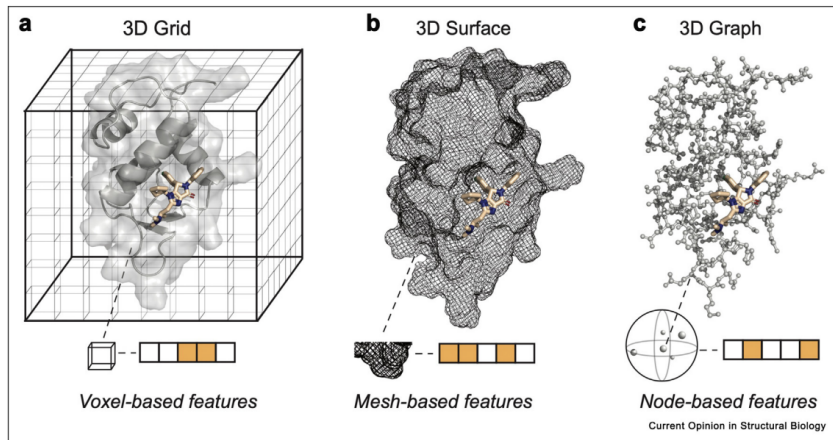 a 3D Grid
b 3D Surface
c 3D Graph
Voxel-based features
Mesh-based features
Node-based features
Current Opinion in Structural Biology